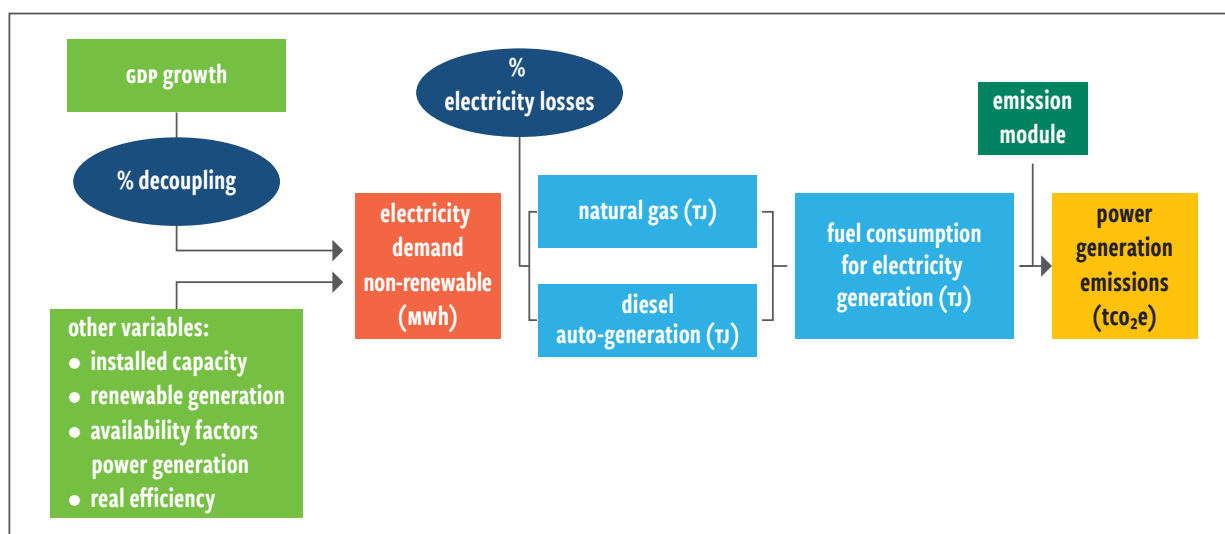 GDP growth
% decoupling
%
electricity losses
emission
module
electricity
demand
non-renewable
(MWh)
natural gas (TJ)
diesel
auto-generation (TJ)
fuel consumption
for electricity
generation (TJ)
power
generation
emissions
(tCO₂e)
other variables:
● installed capacity
● renewable generation
● availability factors
power generation
● real efficiency